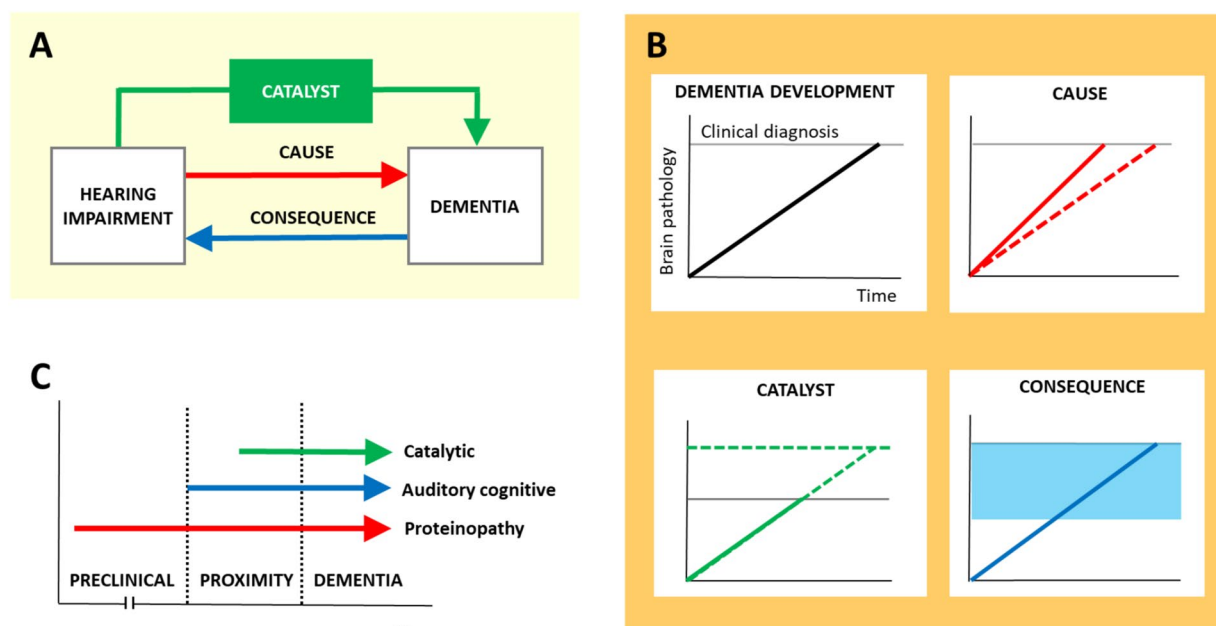 A
CATALYST
CAUSE
HEARING
IMPAIRMENT
DEMENTIA
CONSEQUENCE
B
DEMENTIA DEVELOPMENT
Clinical diagnosis
Brain pathology
Time
CAUSE
CATALYST
CONSEQUENCE
C
Catalytic
Auditory cognitive
Proteinopathy
PRECLINICAL
PROXIMITY
DEMENTIA